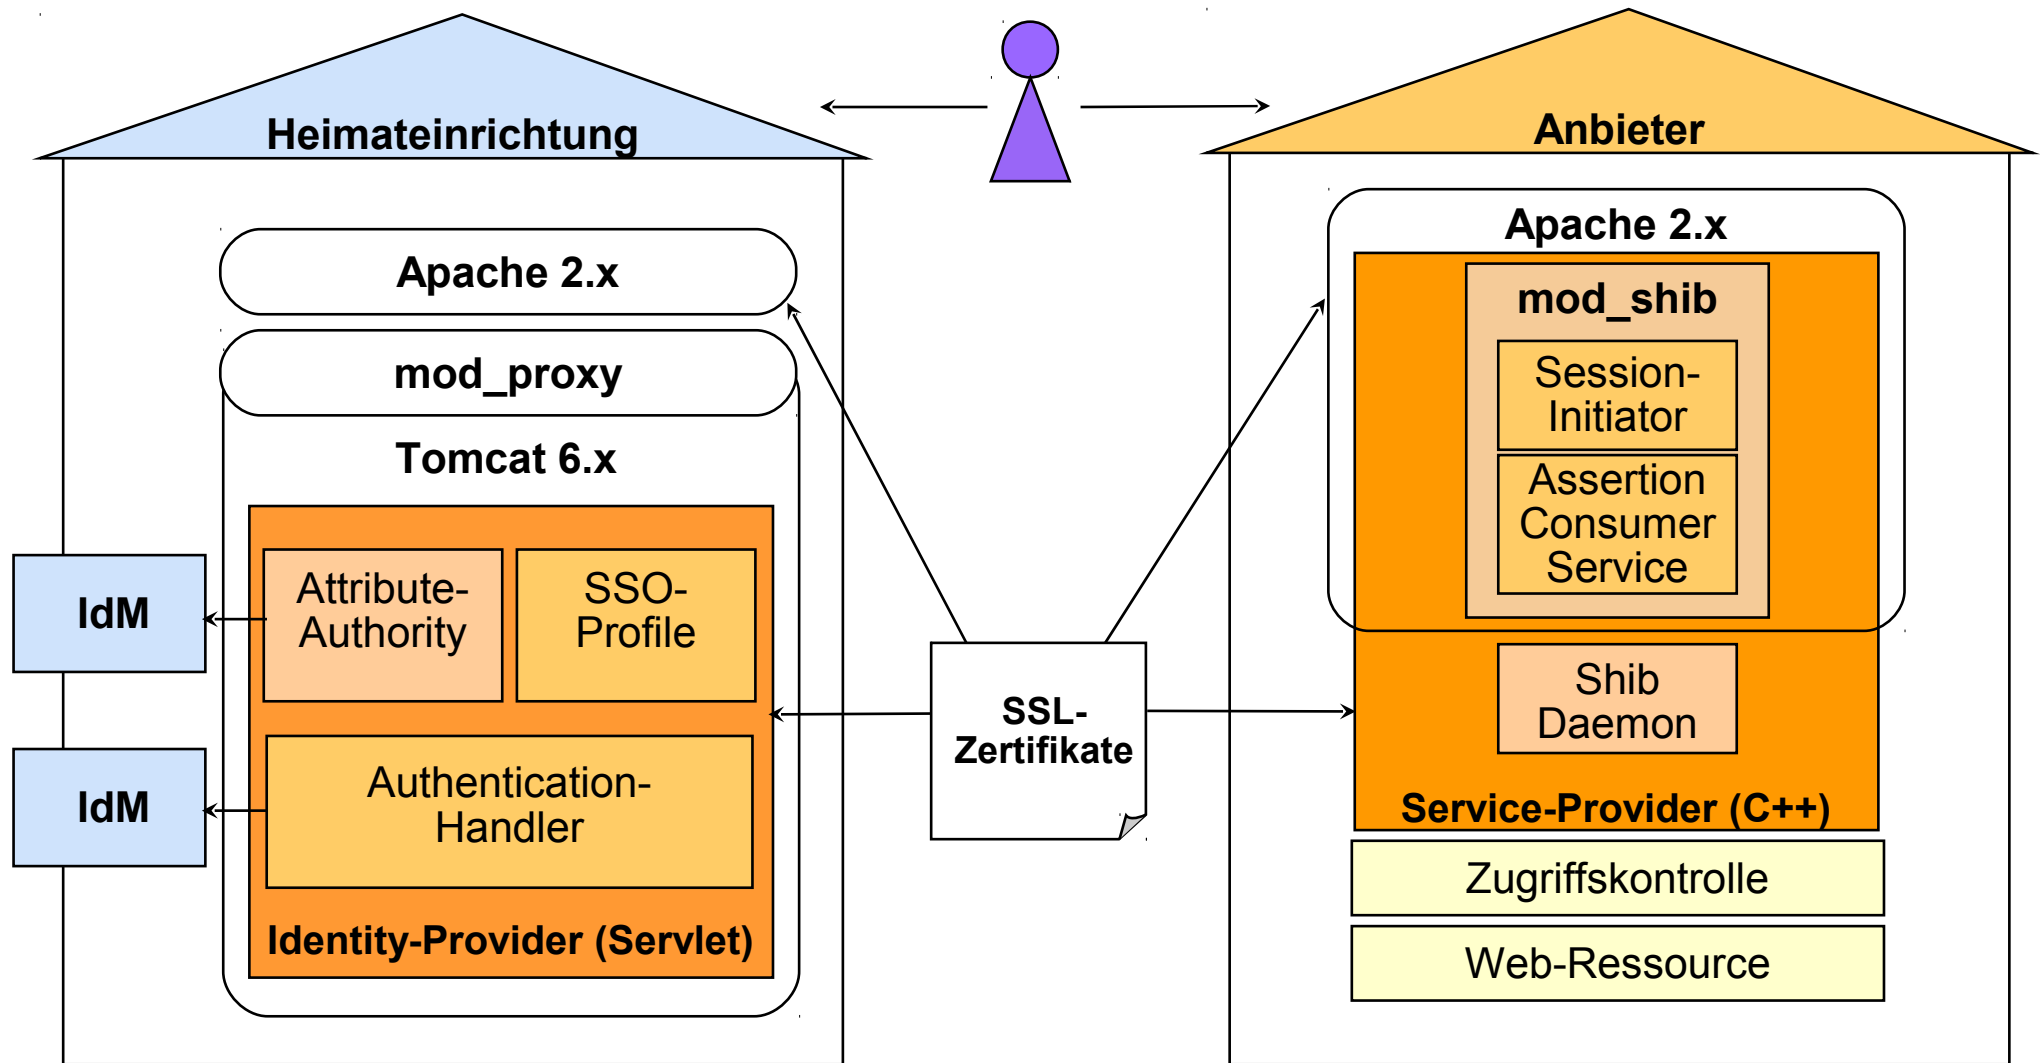 Heimateinrichtung
Apache 2.x
mod_proxy
Tomcat 6.x
IdM
Attribute-
Authority
SSO-
Profile
IdM
Authentication-
Handler
Identity-Provider (Servlet)
SSL-
Zertifikate
Anbieter
Apache 2.x
mod_shib
Session-
Initiator
Assertion
Consumer
Service
Shib
Daemon
Service-Provider (C++)
Zugriffskontrolle
Web-Ressource